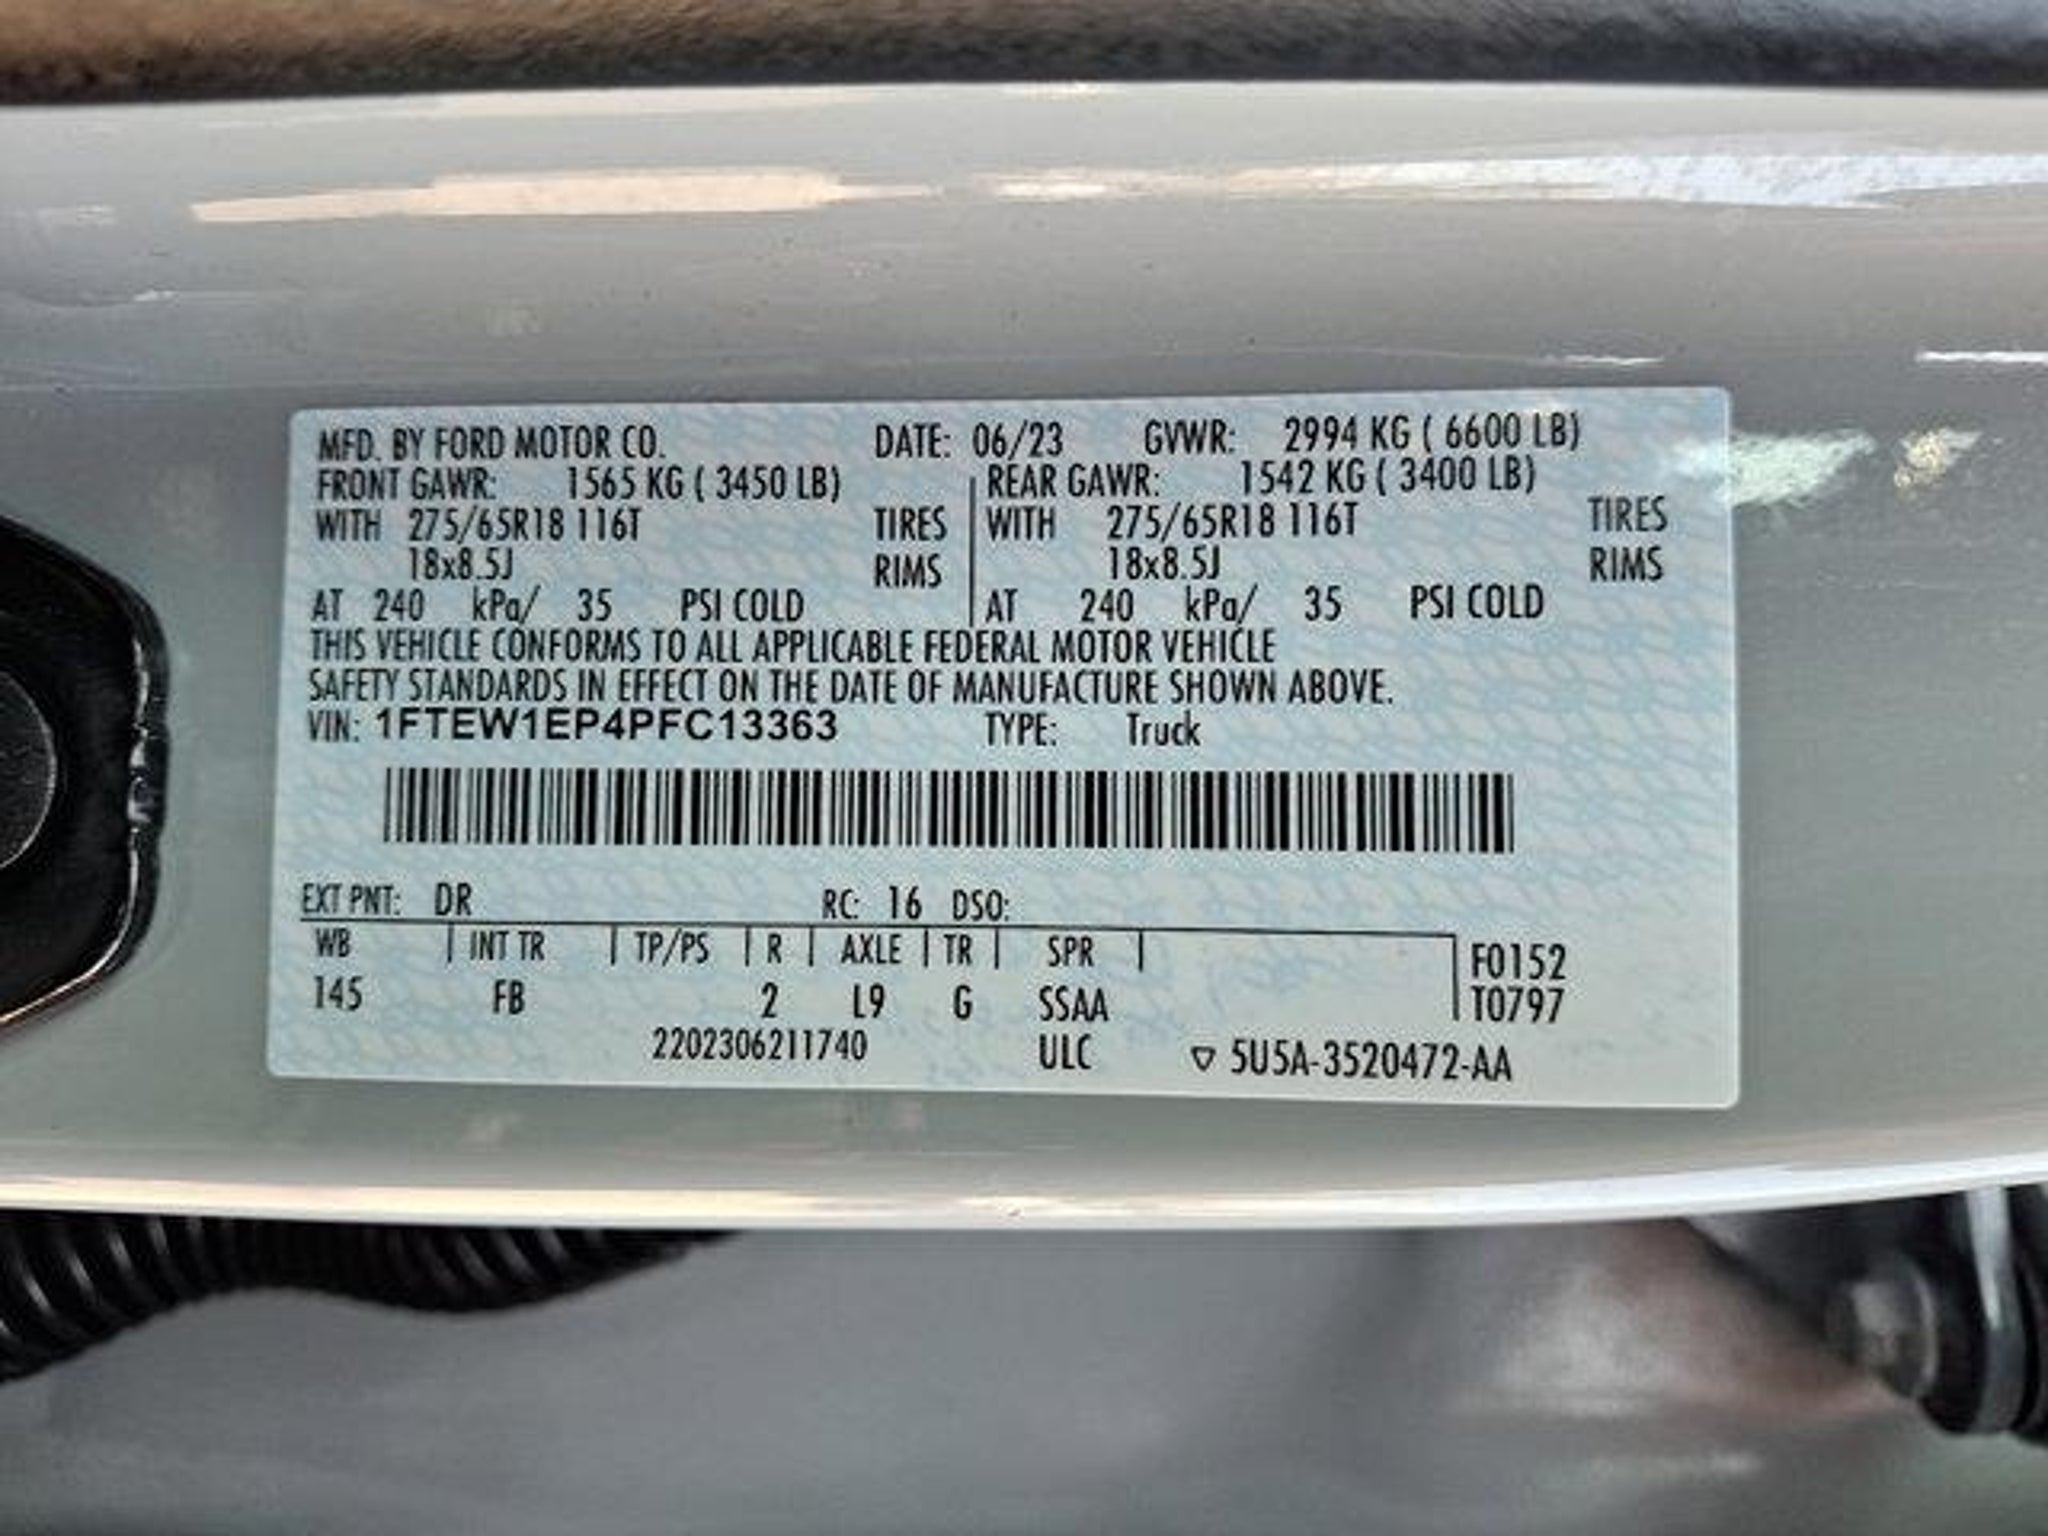 MFD. BY FORD MOTOR CO. DATE: 06/23 GVWR: 2994 KG ( 6600 LB)
FRONT GAWR: 1565 KG ( 3450 LB) REAR GAWR: 1542 KG ( 3400 LB)
WITH 275/65R18 116T TIRES WITH 275/65R18 116T TIRES
18x8.5J RIMS 18x8.5J RIMS
AT 240 kPa/ 35 PSI COLD AT 240 kPa/ 35 PSI COLD
THIS VEHICLE CONFORMS TO ALL APPLICABLE FEDERAL MOTOR VEHICLE
SAFETY STANDARDS IN EFFECT ON THE DATE OF MANUFACTURE SHOWN ABOVE.
VIN: 1FTEW1EP4PFC13363 TYPE: Truck
EXT PNT: DR RC: 16 DSO:
WB INT TR TP/PS R AXLE TR SPR F0152
145 FB 2 L9 G SSAA T0797
2202306211740 ULC 5U5A-3520472-AA